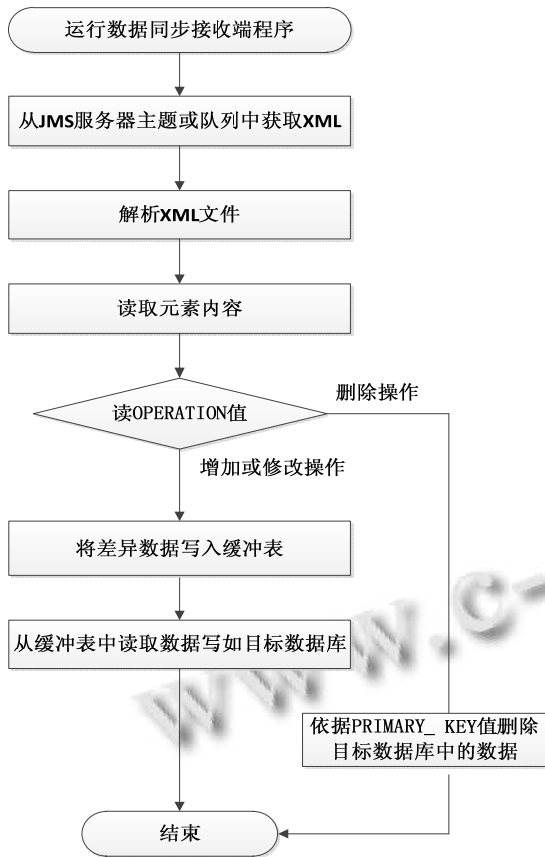 运行数据同步接收端程序
从JMS服务器主题或队列中获取XML
解析XML文件
读取元素内容
读OPERATION值
删除操作
增加或修改操作
将差异数据写入缓冲表
从缓冲表中读取数据写如目标数据库
依据PRIMARY_ KEY值删除
目标数据库中的数据
结束
www.c-